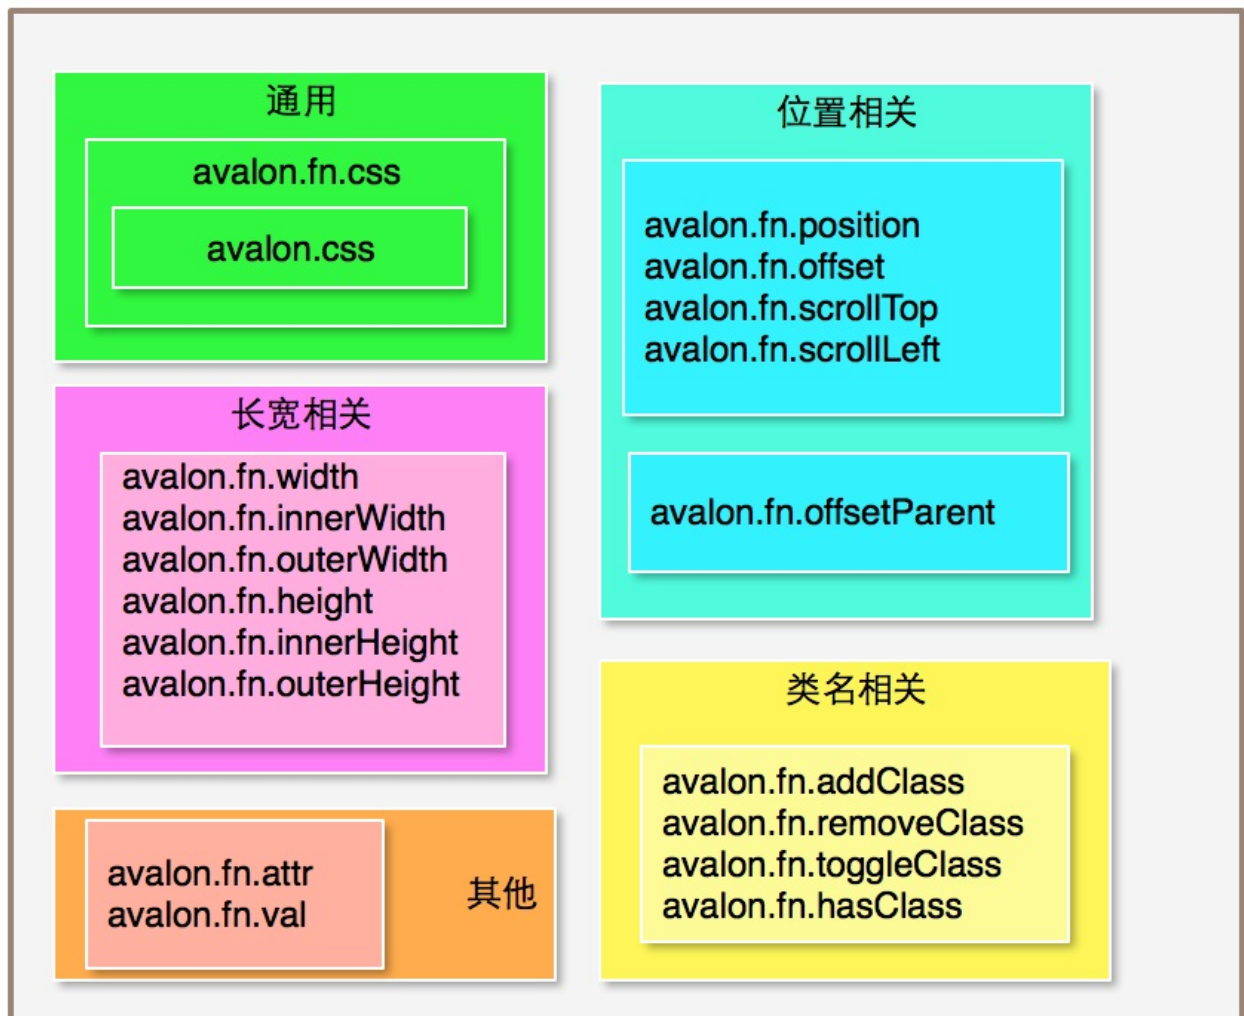 通用
avalon.fn.css
avalon.css
长宽相关
avalon.fn.width
avalon.fn.innerWidth
avalon.fn.outerWidth
avalon.fn.height
avalon.fn.innerHeight
avalon.fn.outerHeight
avalon.fn.attr
avalon.fn.val
其他
位置相关
avalon.fn.position
avalon.fn.offset
avalon.fn.scrollTop
avalon.fn.scrollLeft
avalon.fn.offsetParent
类名相关
avalon.fn.addClass
avalon.fn.removeClass
avalon.fn.toggleClass
avalon.fn.hasClass